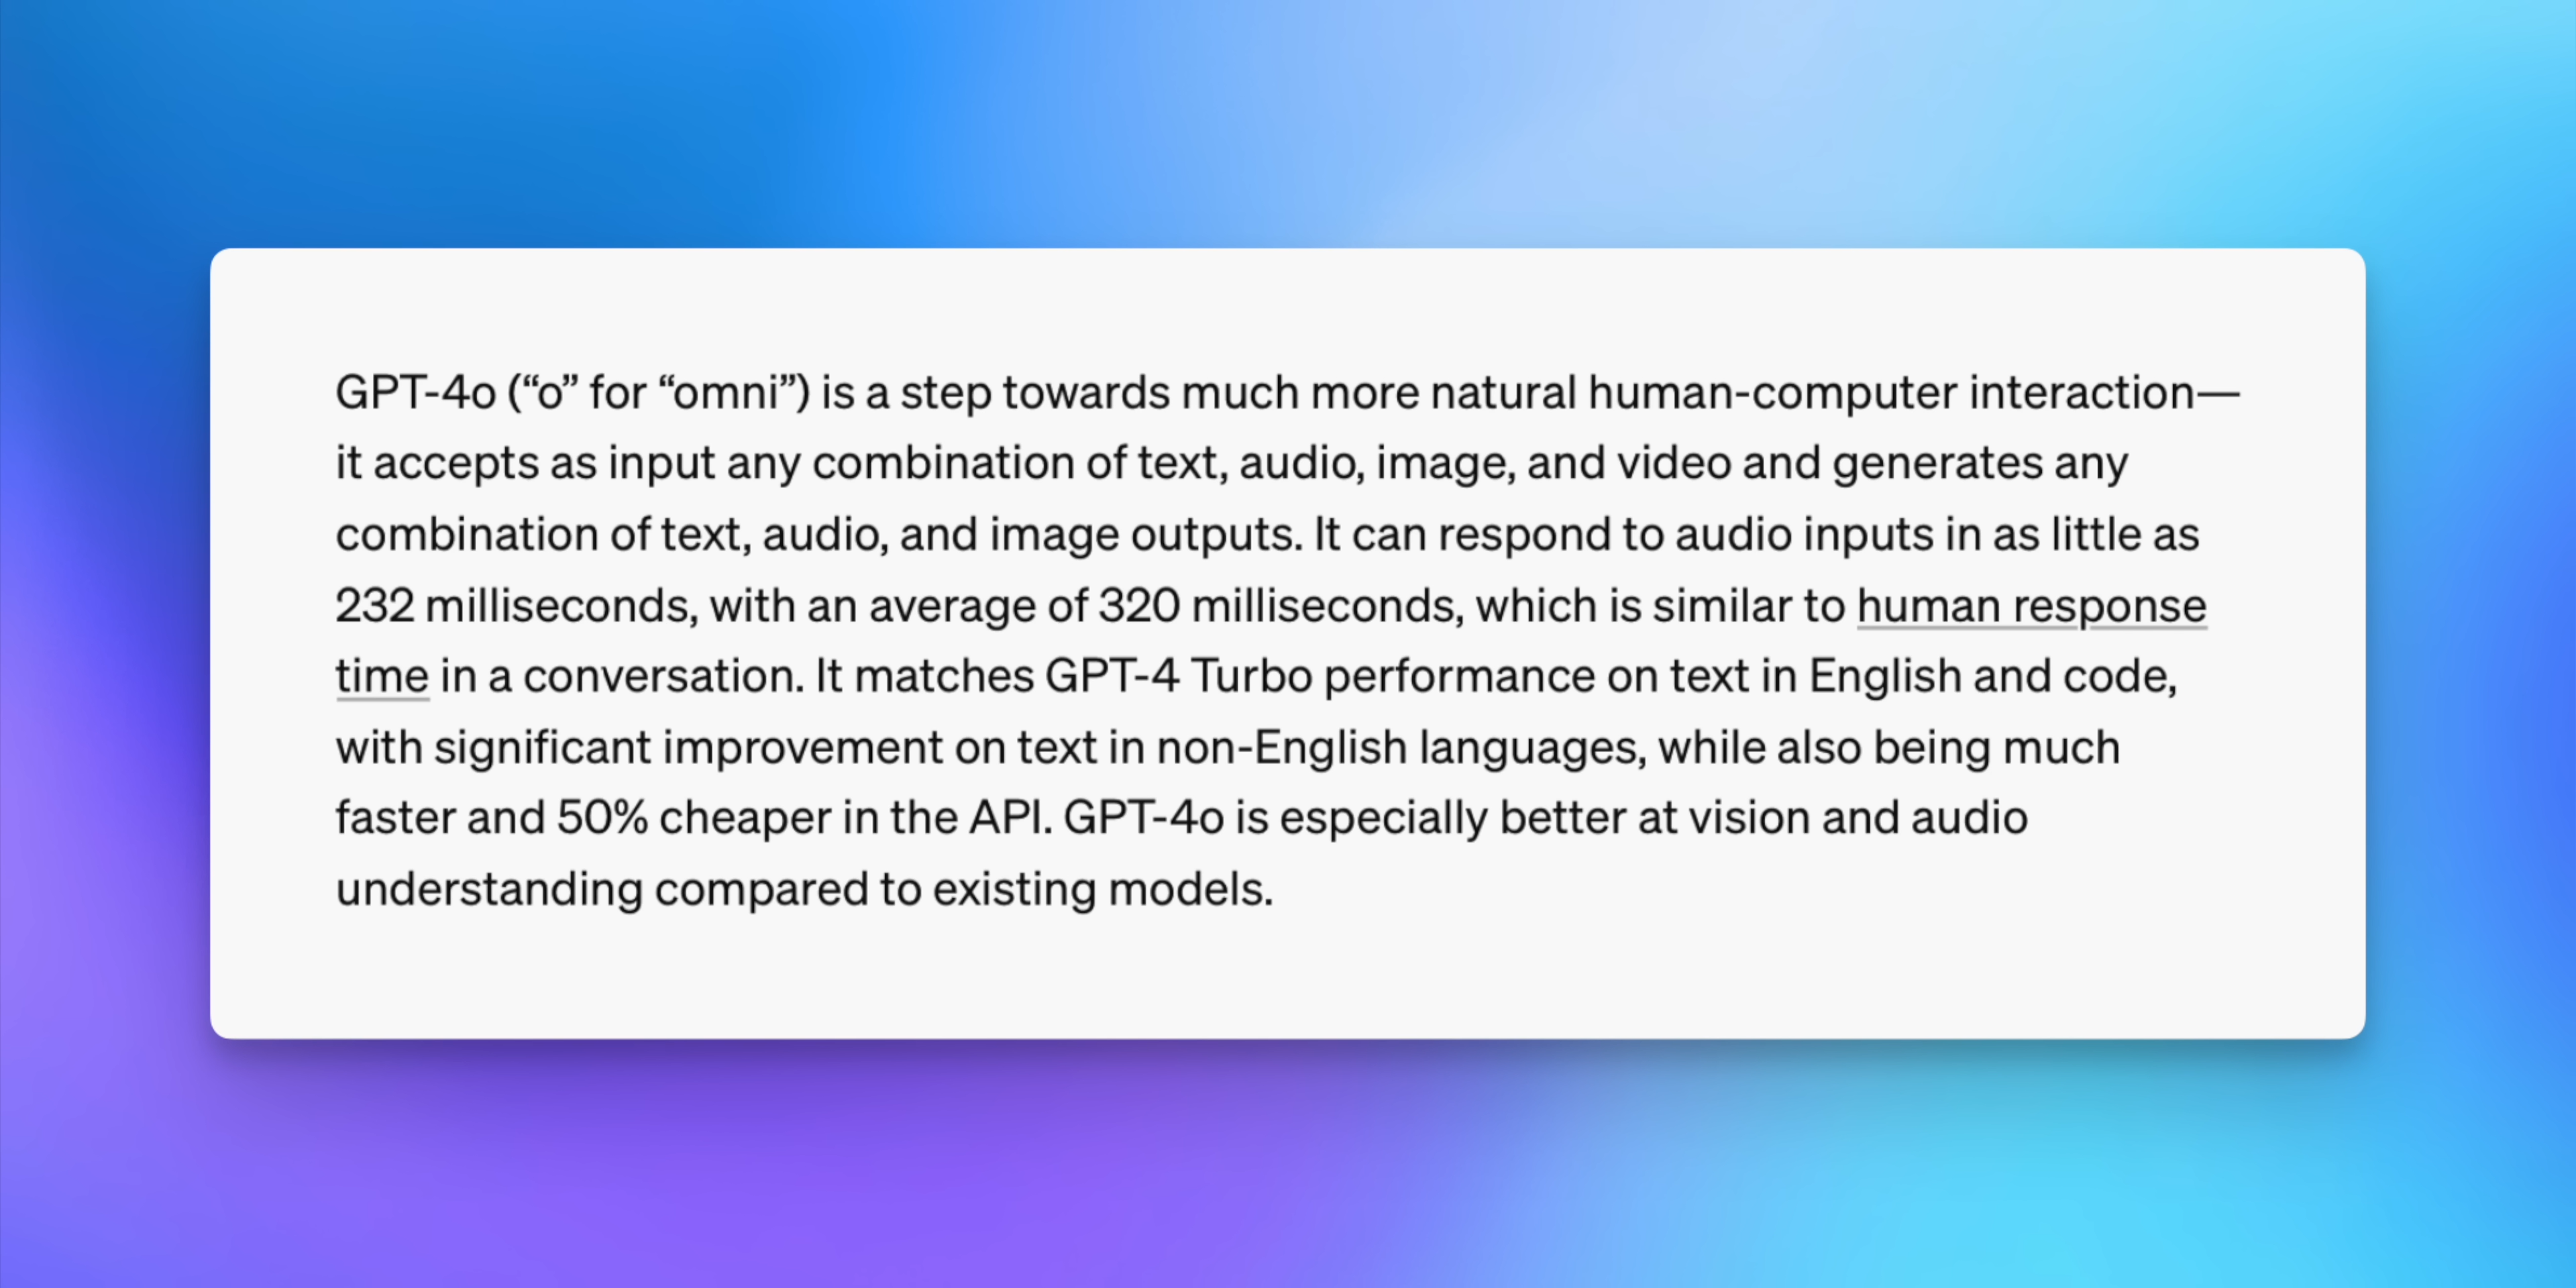 GPT-4o (“o” for “omni”) is a step towards much more natural human-computer interaction—
it accepts as input any combination of text, audio, image, and video and generates any
combination of text, audio, and image outputs. It can respond to audio inputs in as little as
232 milliseconds, with an average of 320 milliseconds, which is similar to human response
time in a conversation. It matches GPT-4 Turbo performance on text in English and code,
with significant improvement on text in non-English languages, while also being much
faster and 50% cheaper in the API. GPT-4o is especially better at vision and audio
understanding compared to existing models.